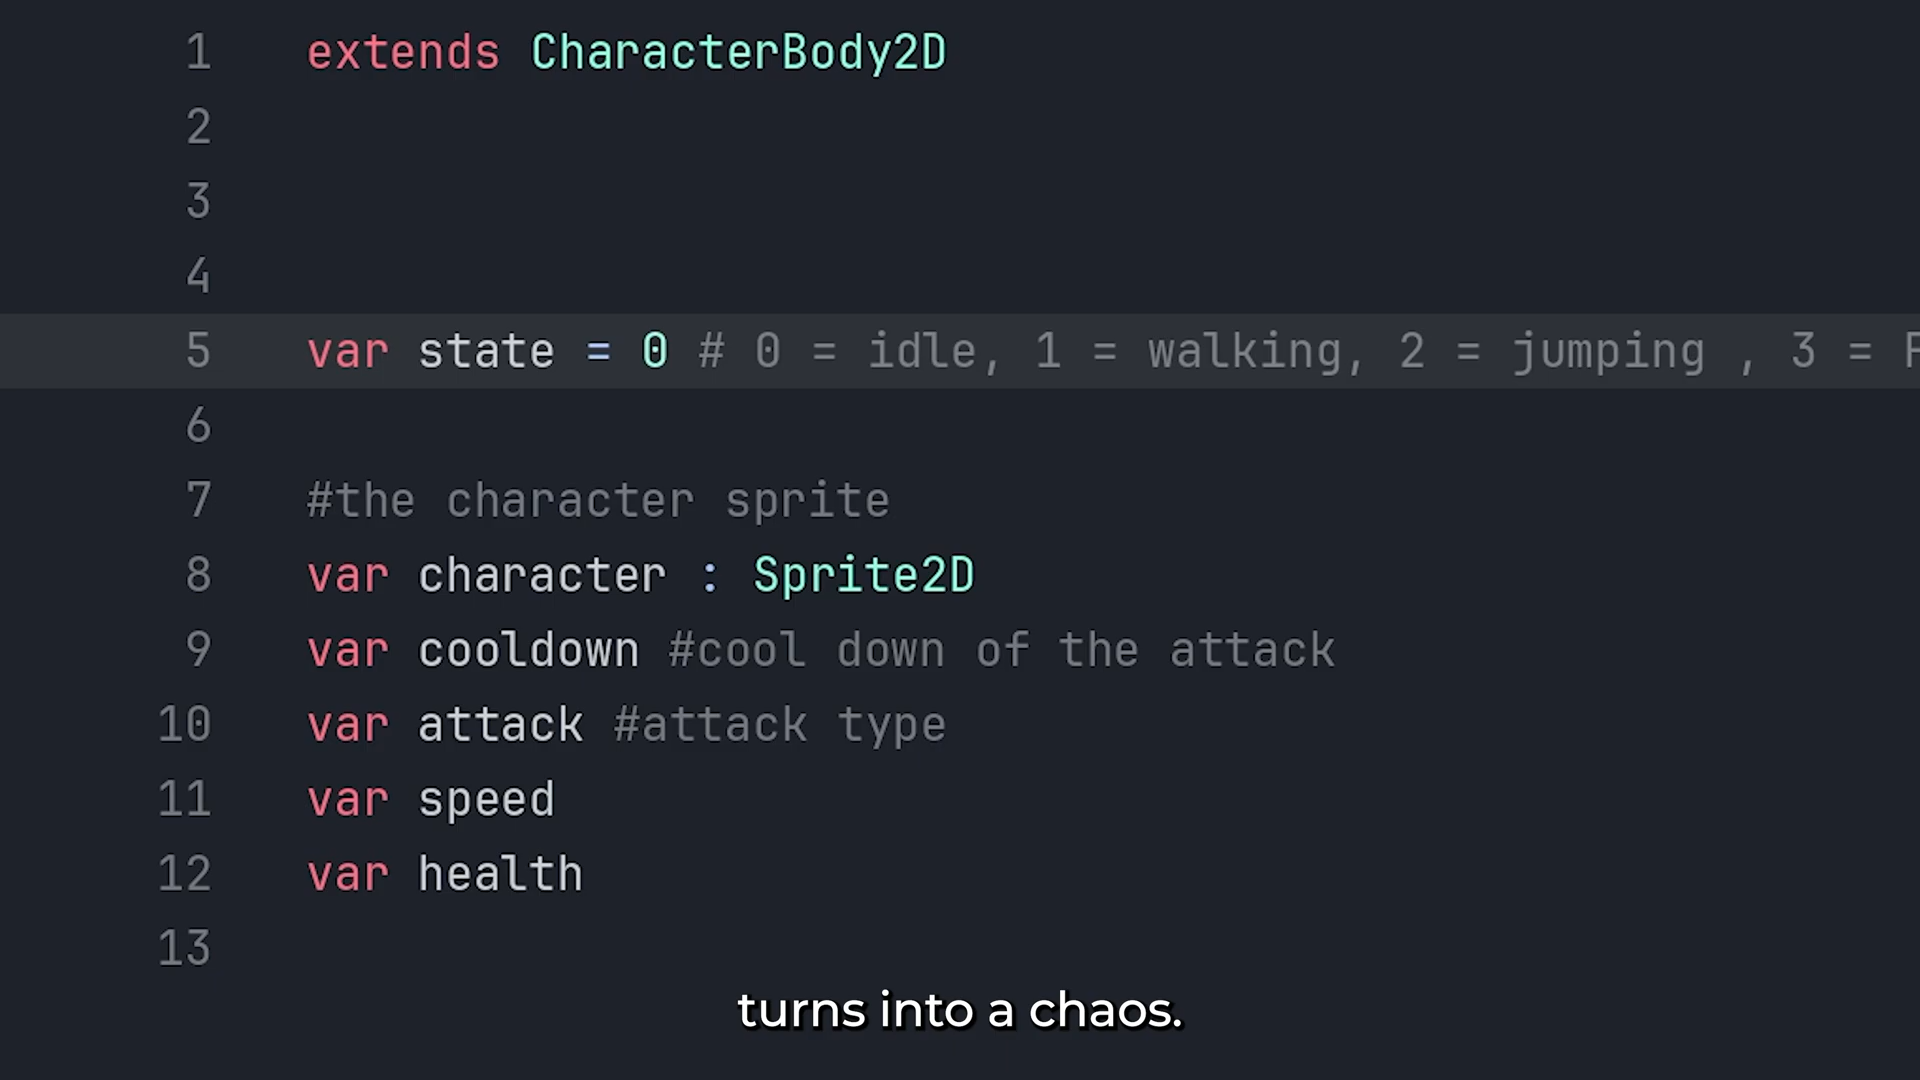 1 extends CharacterBody2D
2
3
4
5 var state = 0 # 0 = idle, 1 = walking, 2 = jumping , 3 =
6
7 #the character sprite
8 var character : Sprite2D
9 var cooldown #cool down of the attack
10 var attack #attack type
11 var speed
12 var health
13
turns into a chaos.